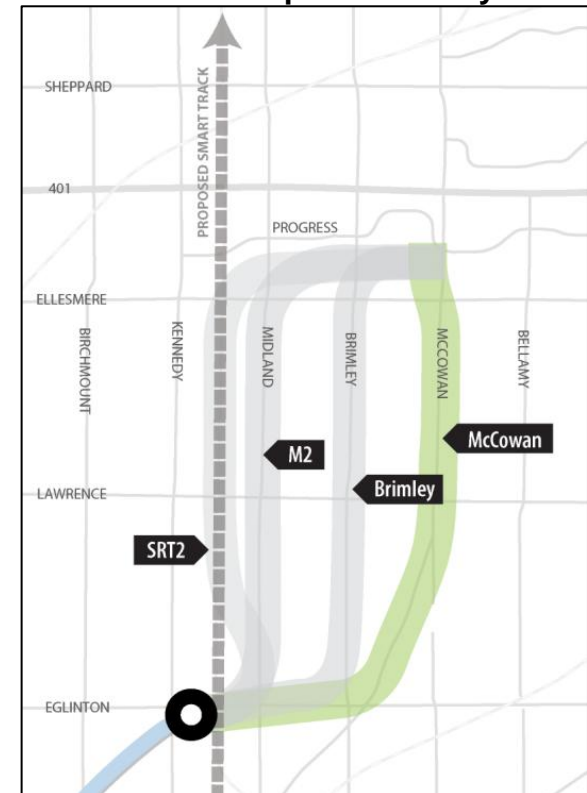 SHEPPARD
PROPOSED SMART TRACK
401
PROGRESS
ELLESMERE
BIRCHMOUNT
KENNEDY
MIDLAND
BRIMLEY
MCCOWAN
BELLAMY
McCowan
M2
Brimley
LAWRENCE
SRT2
EGLINTON